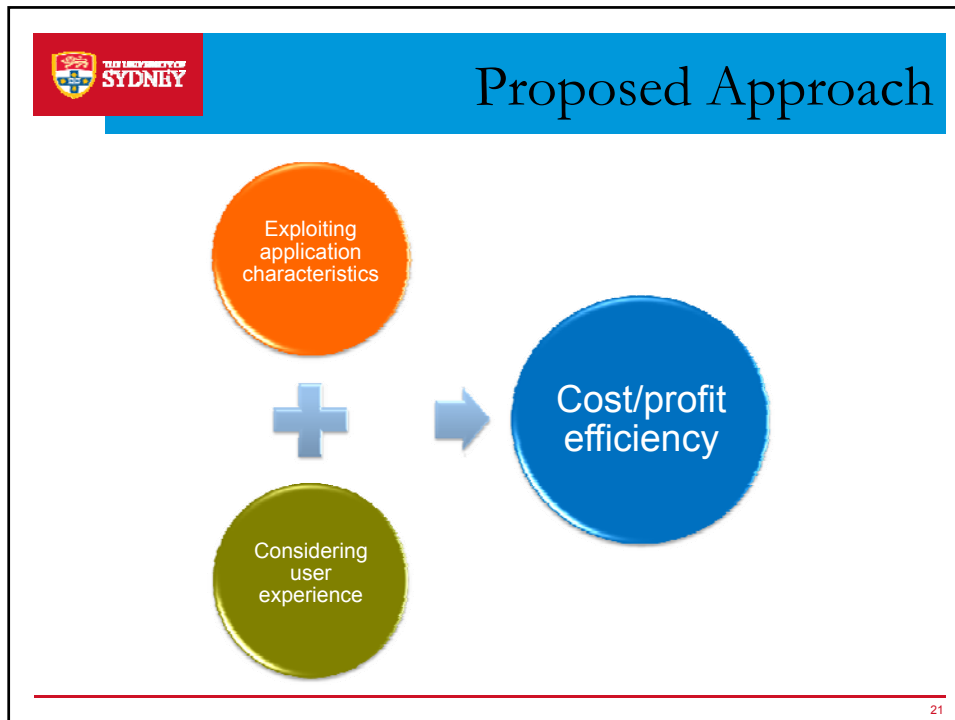 THE UNIVERSITY OF
SYDNEY
Proposed Approach
Exploiting
application
characteristics
Cost/profit
efficiency
Considering
user
experience
21